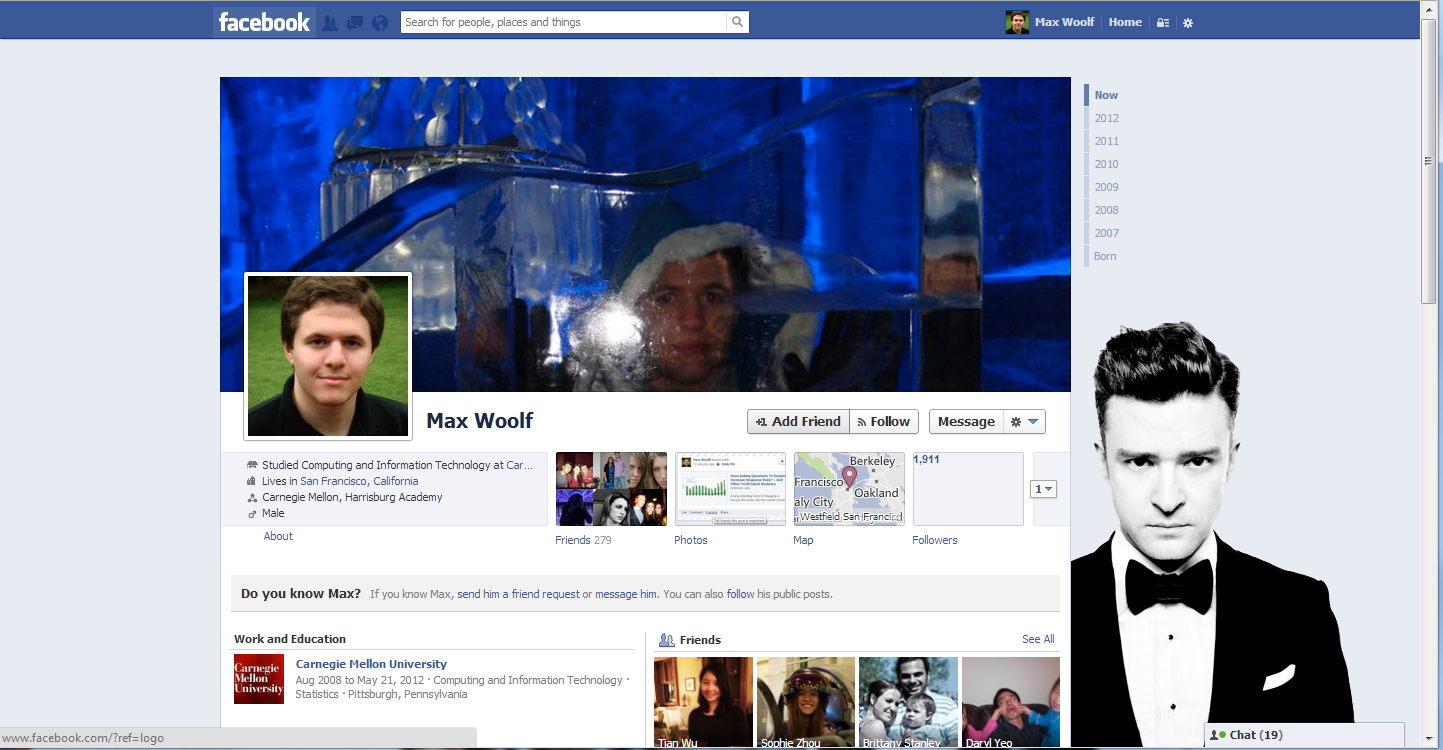 facebook
Search for people, places and things
Max Woolf
Home
Now
2012
2011
2010
2009
2008
2007
Born
Max Woolf
Add Friend
Follow
Message
Studied Computing and Information Technology at Car...
Lives in San Francisco, California
Carnegie Mellon, Harrisburg Academy
Male
About
Friends 279
Photos
Berkeley
Francisco
Oakland
aly City
Westfield San Franci...
Map
1,911
Followers
1
Do you know Max? If you know Max, send him a friend request or message him. You can also follow his public posts.
Work and Education
Carnegie Mellon University
Carnegie Mellon University
Aug 2008 to May 21, 2012 · Computing and Information Technology ·
Statistics · Pittsburgh, Pennsylvania
Friends
See All
Tian Wu
Sophie Zhou
Brittany Stanley
Daryl Yeo
Chat (19)
www.facebook.com/?ref=logo